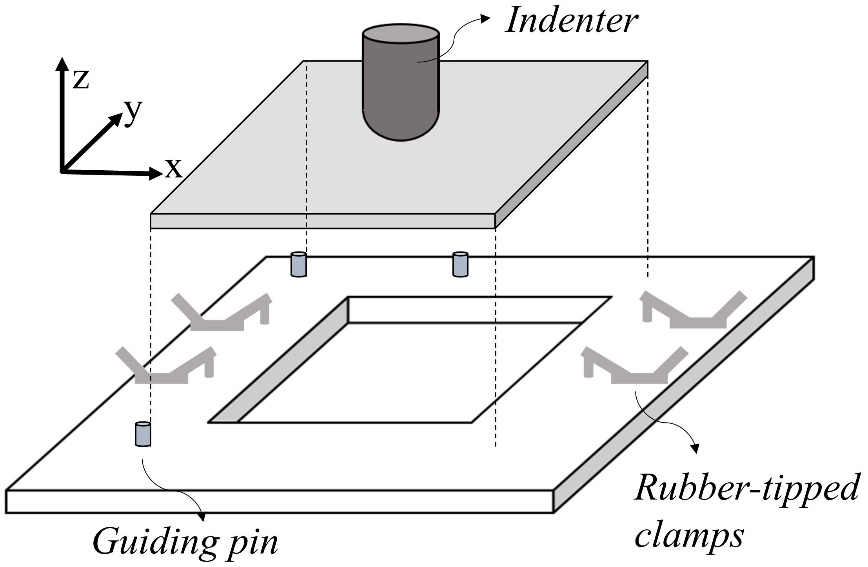 Indenter
z
y
x
Rubber-tipped
clamps
Guiding pin